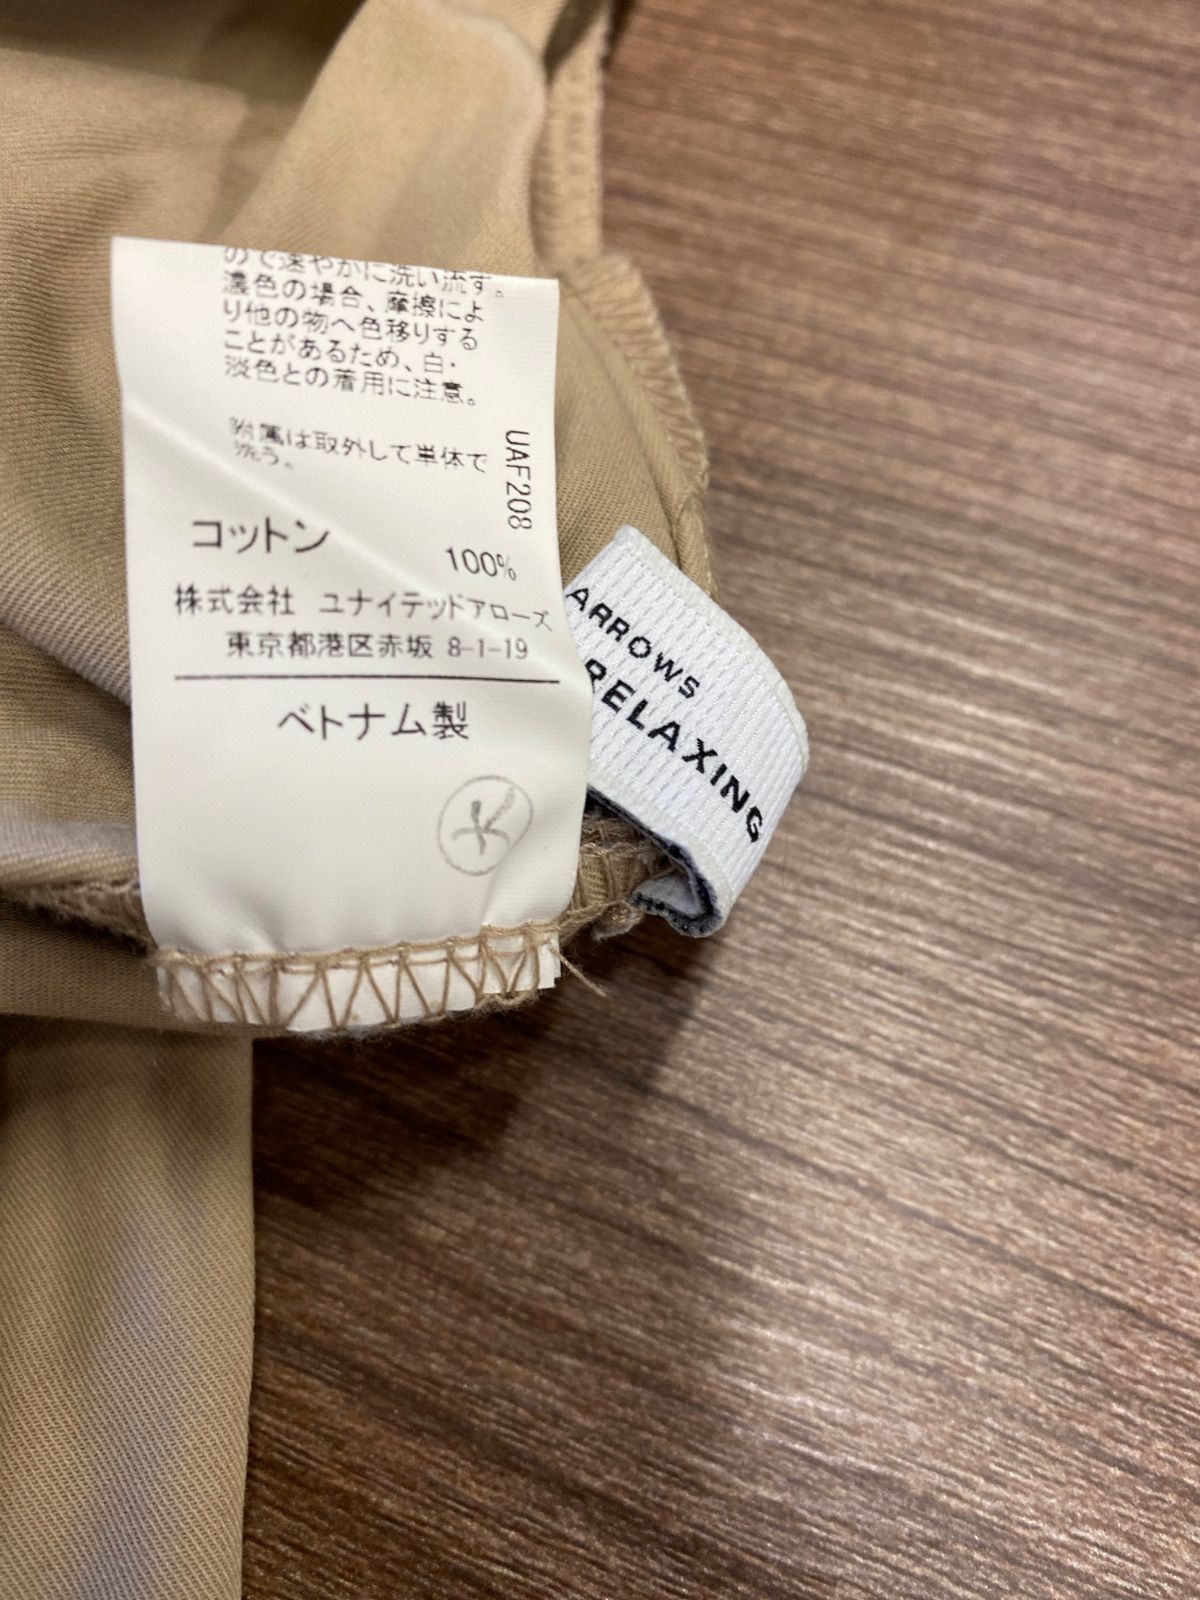 ので速やかに洗い流す。
濃色の場合、摩擦によ
り他の物へ色移りする
ことがあるため、白・
淡色との着用に注意。
附属は取外して単体で
洗う。
UAF208
コットン 100%
株式会社 ユナイテッドアローズ
東京都港区赤坂 8-1-19
ベトナム製
K
ARROWS
RELAXING